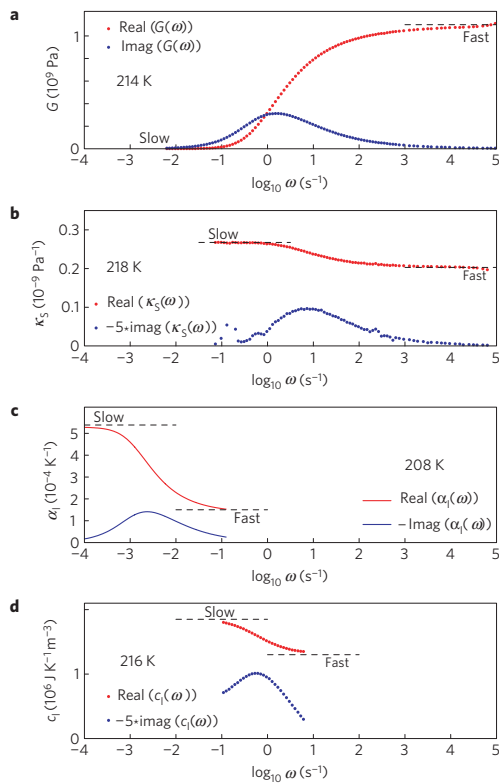 a
G (10⁹ Pa)
1
0
Real (G(ω))
Imag (G(ω))
214 K
Slow
Fast
−4 −3 −2 −1 0 1 2 3 4 5
log₁₀ ω (s⁻¹)
b
κS (10⁻⁹ Pa⁻¹)
0.3
0.2
0.1
0
Slow
218 K
Fast
Real (κS(ω))
−5*imag (κS(ω))
−4 −3 −2 −1 0 1 2 3 4 5
log₁₀ ω (s⁻¹)
c
αl (10⁻⁴ K⁻¹)
5
4
3
2
1
0
Slow
208 K
Fast
Real (αl(ω))
−Imag (αl(ω))
−4 −3 −2 −1 0 1 2 3 4 5
log₁₀ ω (s⁻¹)
d
cl (10⁶ J K⁻¹ m⁻³)
1
0
Slow
Fast
216 K
Real (cl(ω))
−5*imag (cl(ω))
−4 −3 −2 −1 0 1 2 3 4 5
log₁₀ ω (s⁻¹)